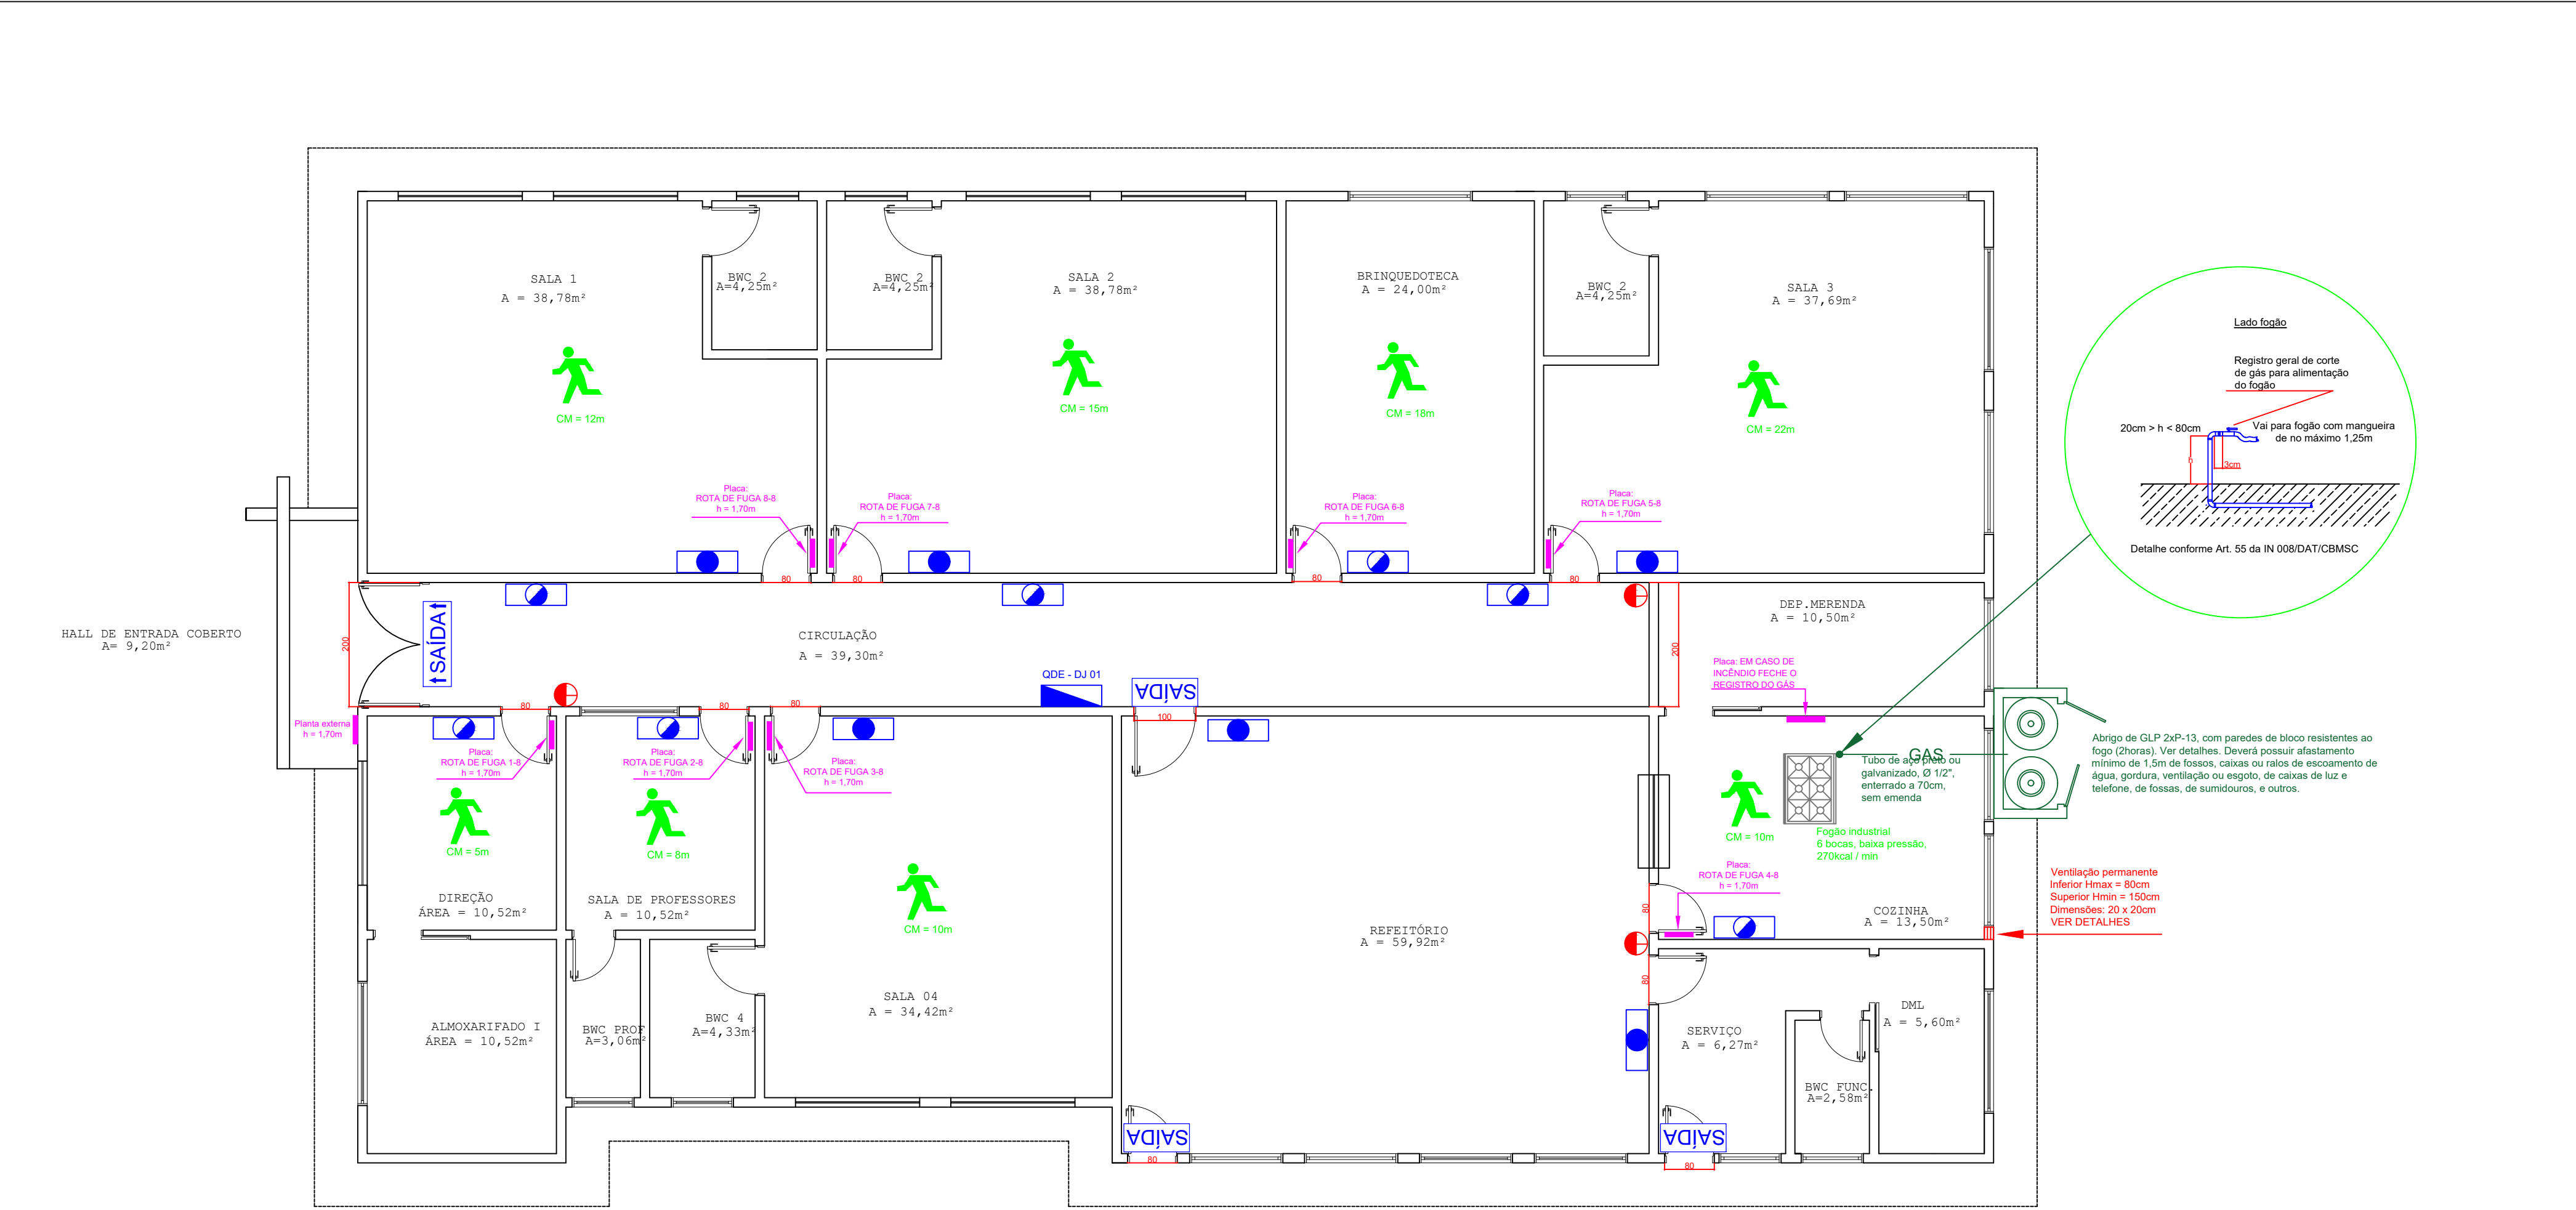 SALA 1
A = 38,78m²
BWC 2
A=4,25m²
BWC 2
A=4,25m²
SALA 2
A = 38,78m²
BRINQUEDOTECA
A = 24,00m²
BWC 2
A=4,25m²
SALA 3
A = 37,69m²
CM = 12m
CM = 15m
CM = 18m
CM = 22m
Lado fogão
Registro geral de corte
de gás para alimentação
do fogão
20cm > h < 80cm
Vai para fogão com mangueira
de no máximo 1,25m
h
3cm
Detalhe conforme Art. 55 da IN 008/DAT/CBMSC
Placa:
ROTA DE FUGA 8-8
h = 1,70m
Placa:
ROTA DE FUGA 7-8
h = 1,70m
Placa:
ROTA DE FUGA 6-8
h = 1,70m
Placa:
ROTA DE FUGA 5-8
h = 1,70m
80
80
80
80
HALL DE ENTRADA COBERTO
A= 9,20m²
200
SAÍDA
CIRCULAÇÃO
A = 39,30m²
QDE - DJ 01
SAÍDA
200
DEP.MERENDA
A = 10,50m²
Placa: EM CASO DE
INCÊNDIO FECHE O
REGISTRO DO GÁS
80
80
80
100
Planta externa
h = 1,70m
Placa:
ROTA DE FUGA 1-8
h = 1,70m
Placa:
ROTA DE FUGA 2-8
h = 1,70m
Placa:
ROTA DE FUGA 3-8
h = 1,70m
GAS
Tubo de aço preto ou
galvanizado, Ø 1/2",
enterrado a 70cm,
sem emenda
Abrigo de GLP 2xP-13, com paredes de bloco resistentes ao
fogo (2horas). Ver detalhes. Deverá possuir afastamento
mínimo de 1,5m de fossos, caixas ou ralos de escoamento de
água, gordura, ventilação ou esgoto, de caixas de luz e
telefone, de fossas, de sumidouros, e outros.
CM = 5m
CM = 8m
CM = 10m
CM = 10m
Fogão industrial
6 bocas, baixa pressão,
270kcal / min
Placa:
ROTA DE FUGA 4-8
h = 1,70m
Ventilação permanente
Inferior Hmax = 80cm
Superior Hmin = 150cm
Dimensões: 20 x 20cm
VER DETALHES
DIREÇÃO
ÁREA = 10,52m²
SALA DE PROFESSORES
A = 10,52m²
REFEITÓRIO
A = 59,92m²
COZINHA
A = 13,50m²
80
80
ALMOXARIFADO I
ÁREA = 10,52m²
BWC PROF
A=3,06m²
BWC 4
A=4,33m²
SALA 04
A = 34,42m²
SERVIÇO
A = 6,27m²
DML
A = 5,60m²
BWC FUNC.
A=2,58m²
SAÍDA
80
SAÍDA
80